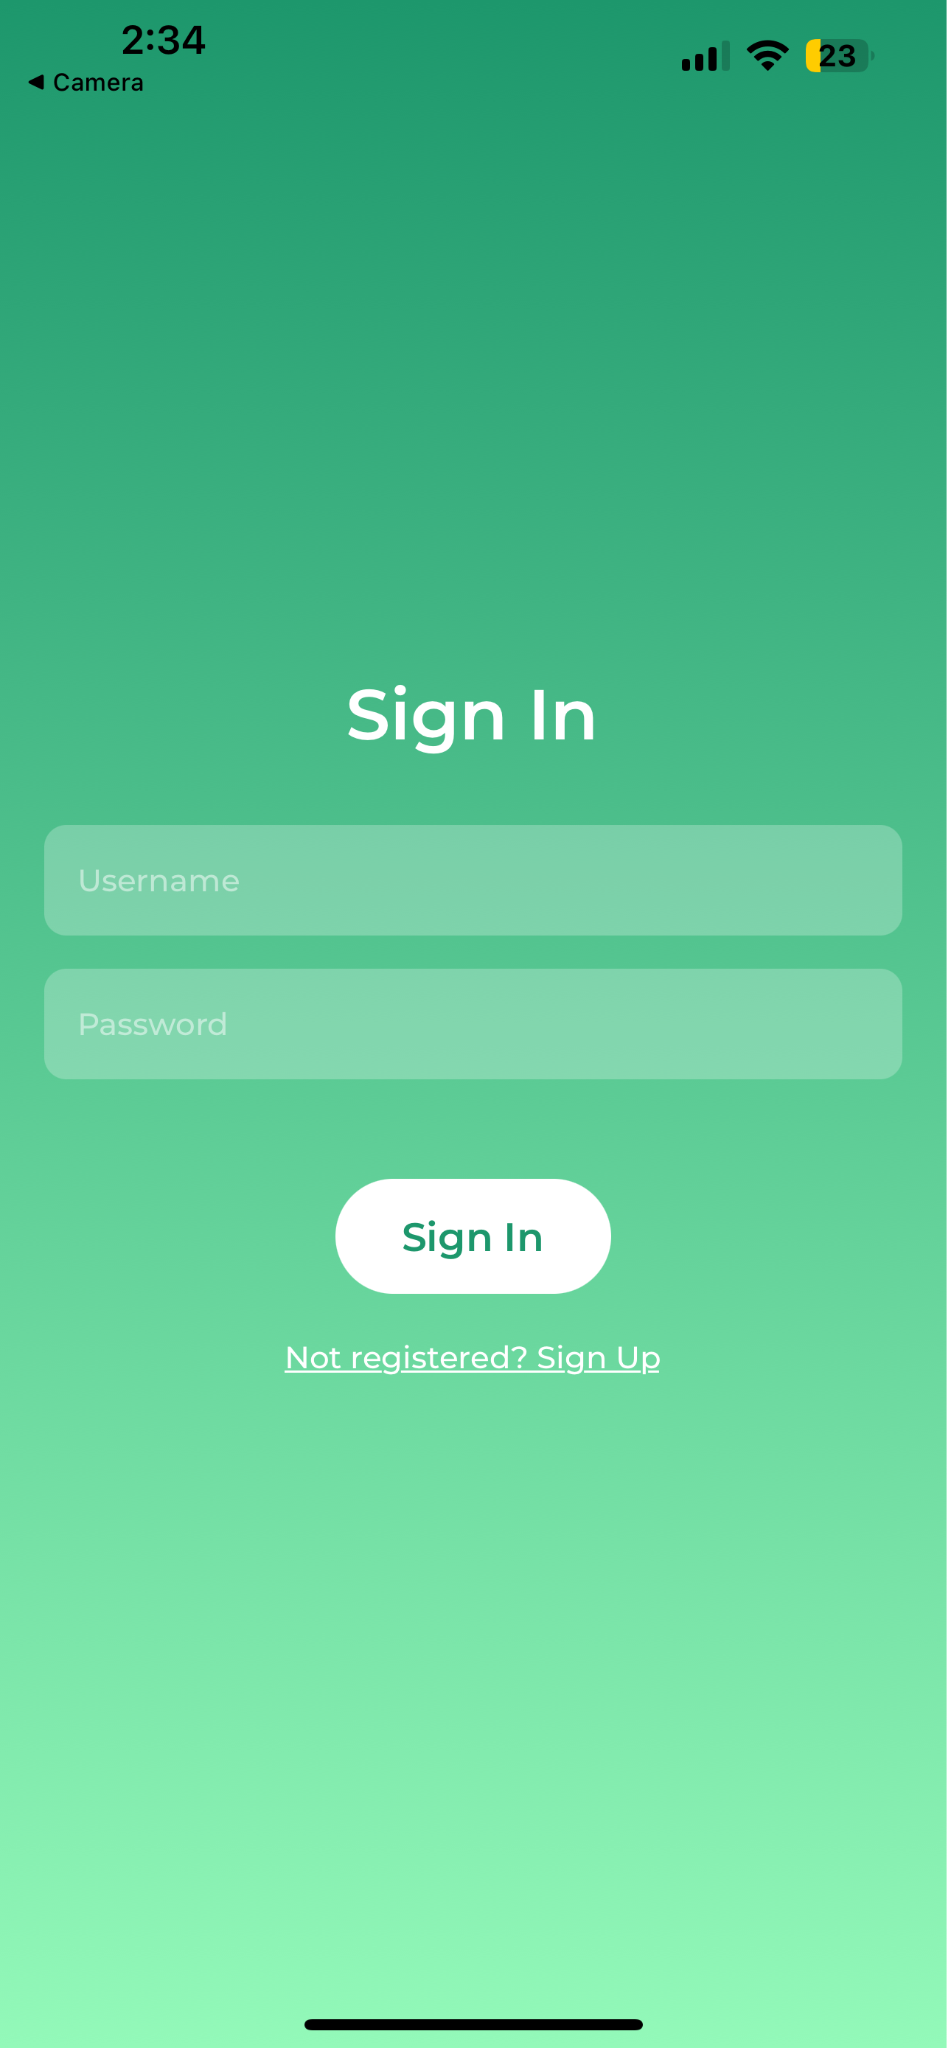 2:34
23
◀ Camera
Sign In
Username
Password
Sign In
Not registered? Sign Up